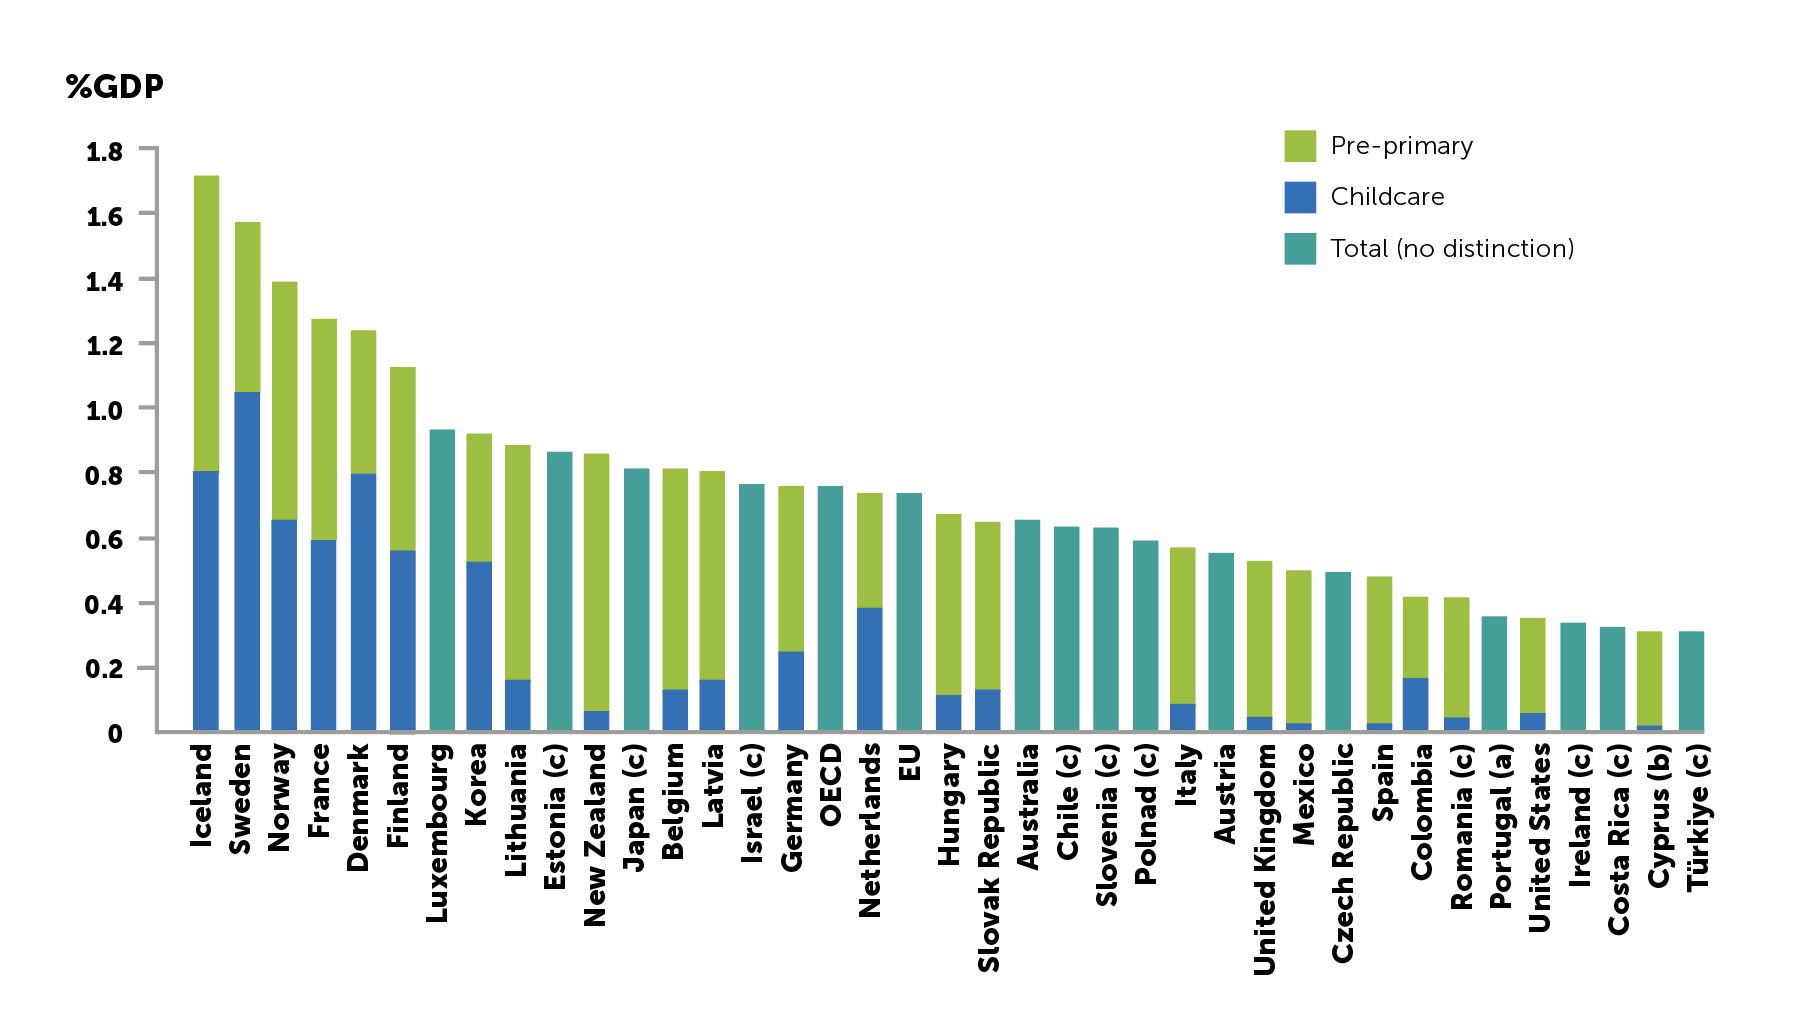 %GDP
Pre-primary
Childcare
Total (no distinction)
1.8
1.6
1.4
1.2
1.0
0.8
0.6
0.4
0.2
0
Iceland
Sweden
Norway
France
Denmark
Finland
Luxembourg
Korea
Lithuania
Estonia (c)
New Zealand
Japan (c)
Belgium
Latvia
Israel (c)
Germany
OECD
Netherlands
EU
Hungary
Slovak Republic
Australia
Chile (c)
Slovenia (c)
Polnad (c)
Italy
Austria
United Kingdom
Mexico
Czech Republic
Spain
Colombia
Romania (c)
Portugal (a)
United States
Ireland (c)
Costa Rica (c)
Cyprus (b)
Türkiye (c)